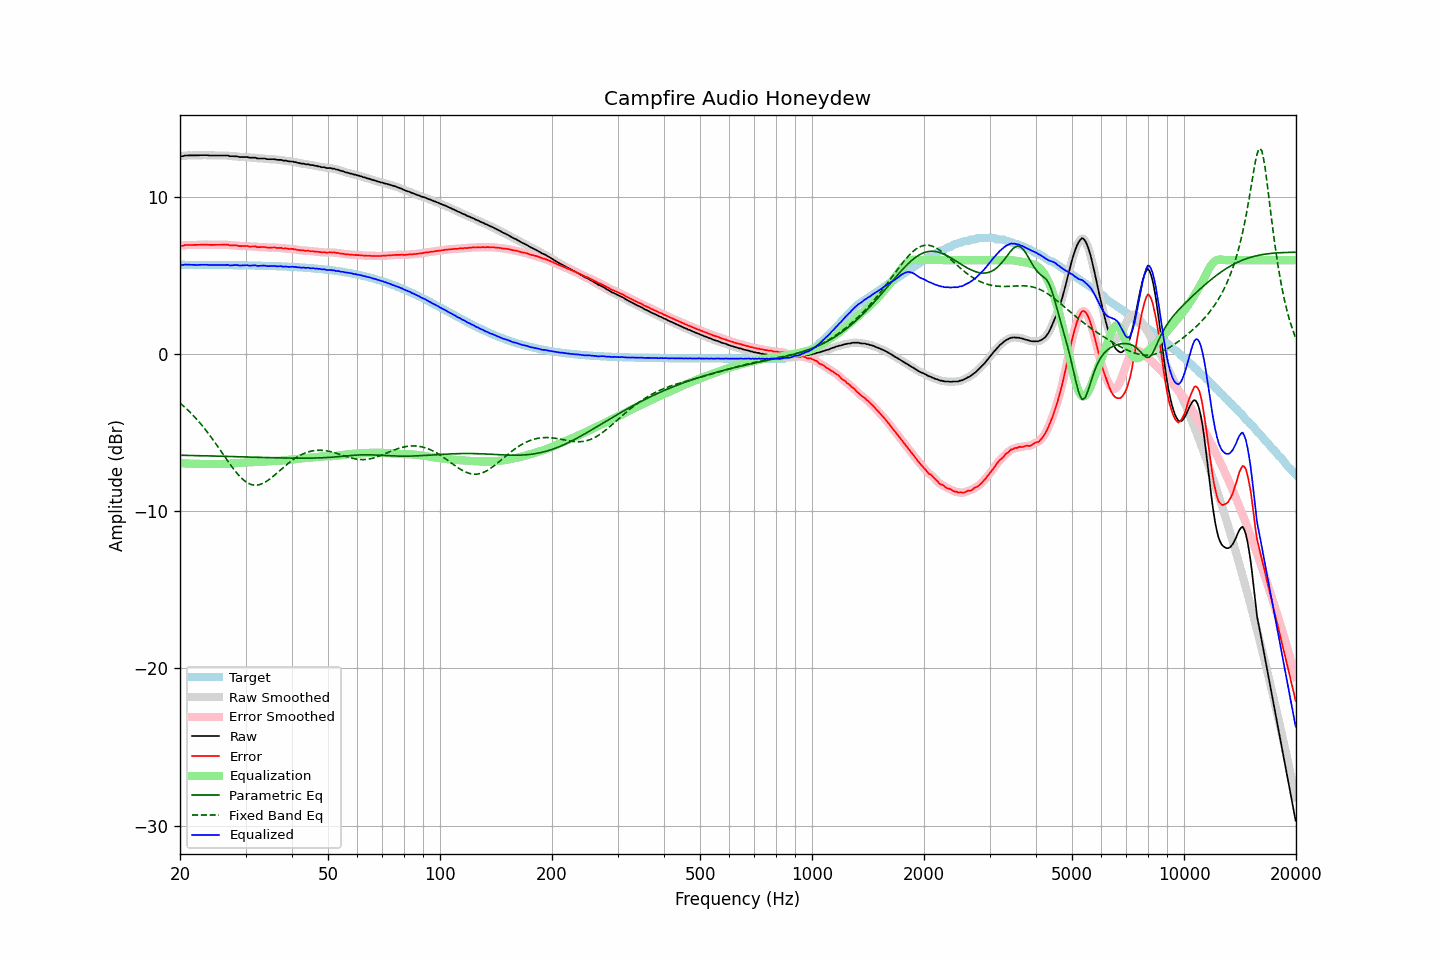 Campfire Audio Honeydew
Amplitude (dBr)
10
0
−10
−20
−30
Target
Raw Smoothed
Error Smoothed
Raw
Error
Equalization
Parametric Eq
Fixed Band Eq
Equalized
20 50 100 200 500 1000 2000 5000 10000 20000
Frequency (Hz)